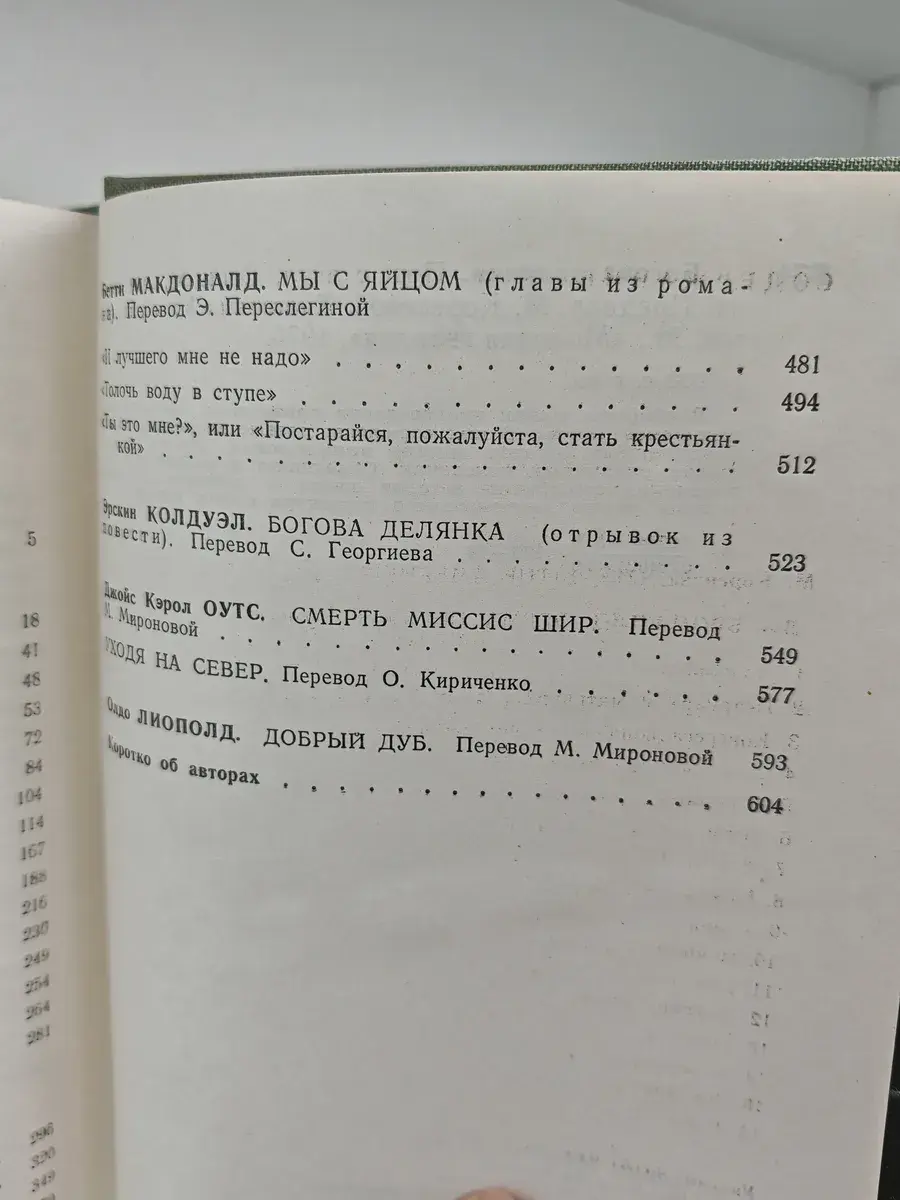 5
18
41
48
53
72
84
104
114
167
188
216
230
249
254
264
281
296
320
349
Бетти МАКДОНАЛД. МЫ С ЯЙЦОМ (главы из рома-
на). Перевод Э. Переслегиной
«И лучшего мне не надо» . . . . . . . . . . . . . . . 481
«Толочь воду в ступе» . . . . . . . . . . . . . . . 494
«Ты это мне?», или «Постарайся, пожалуйста, стать крестьян-
кой» . . . . . . . . . . . . . . . . . . . . 512
Эрскин КОЛДУЭЛ. БОГОВА ДЕЛЯНКА (отрывок из
повести). Перевод С. Георгиева . . . . . . . . . . 523
Джойс Кэрол ОУТС. СМЕРТЬ МИССИС ШИР. Перевод
М. Мироновой . . . . . . . . . . . . . . . . . . 549
УХОДЯ НА СЕВЕР. Перевод О. Кириченко . . . . . . . 577
Олдо ЛИОПОЛД. ДОБРЫЙ ДУБ. Перевод М. Мироновой 593
Коротко об авторах . . . . . . . . . . . . . . . . 604